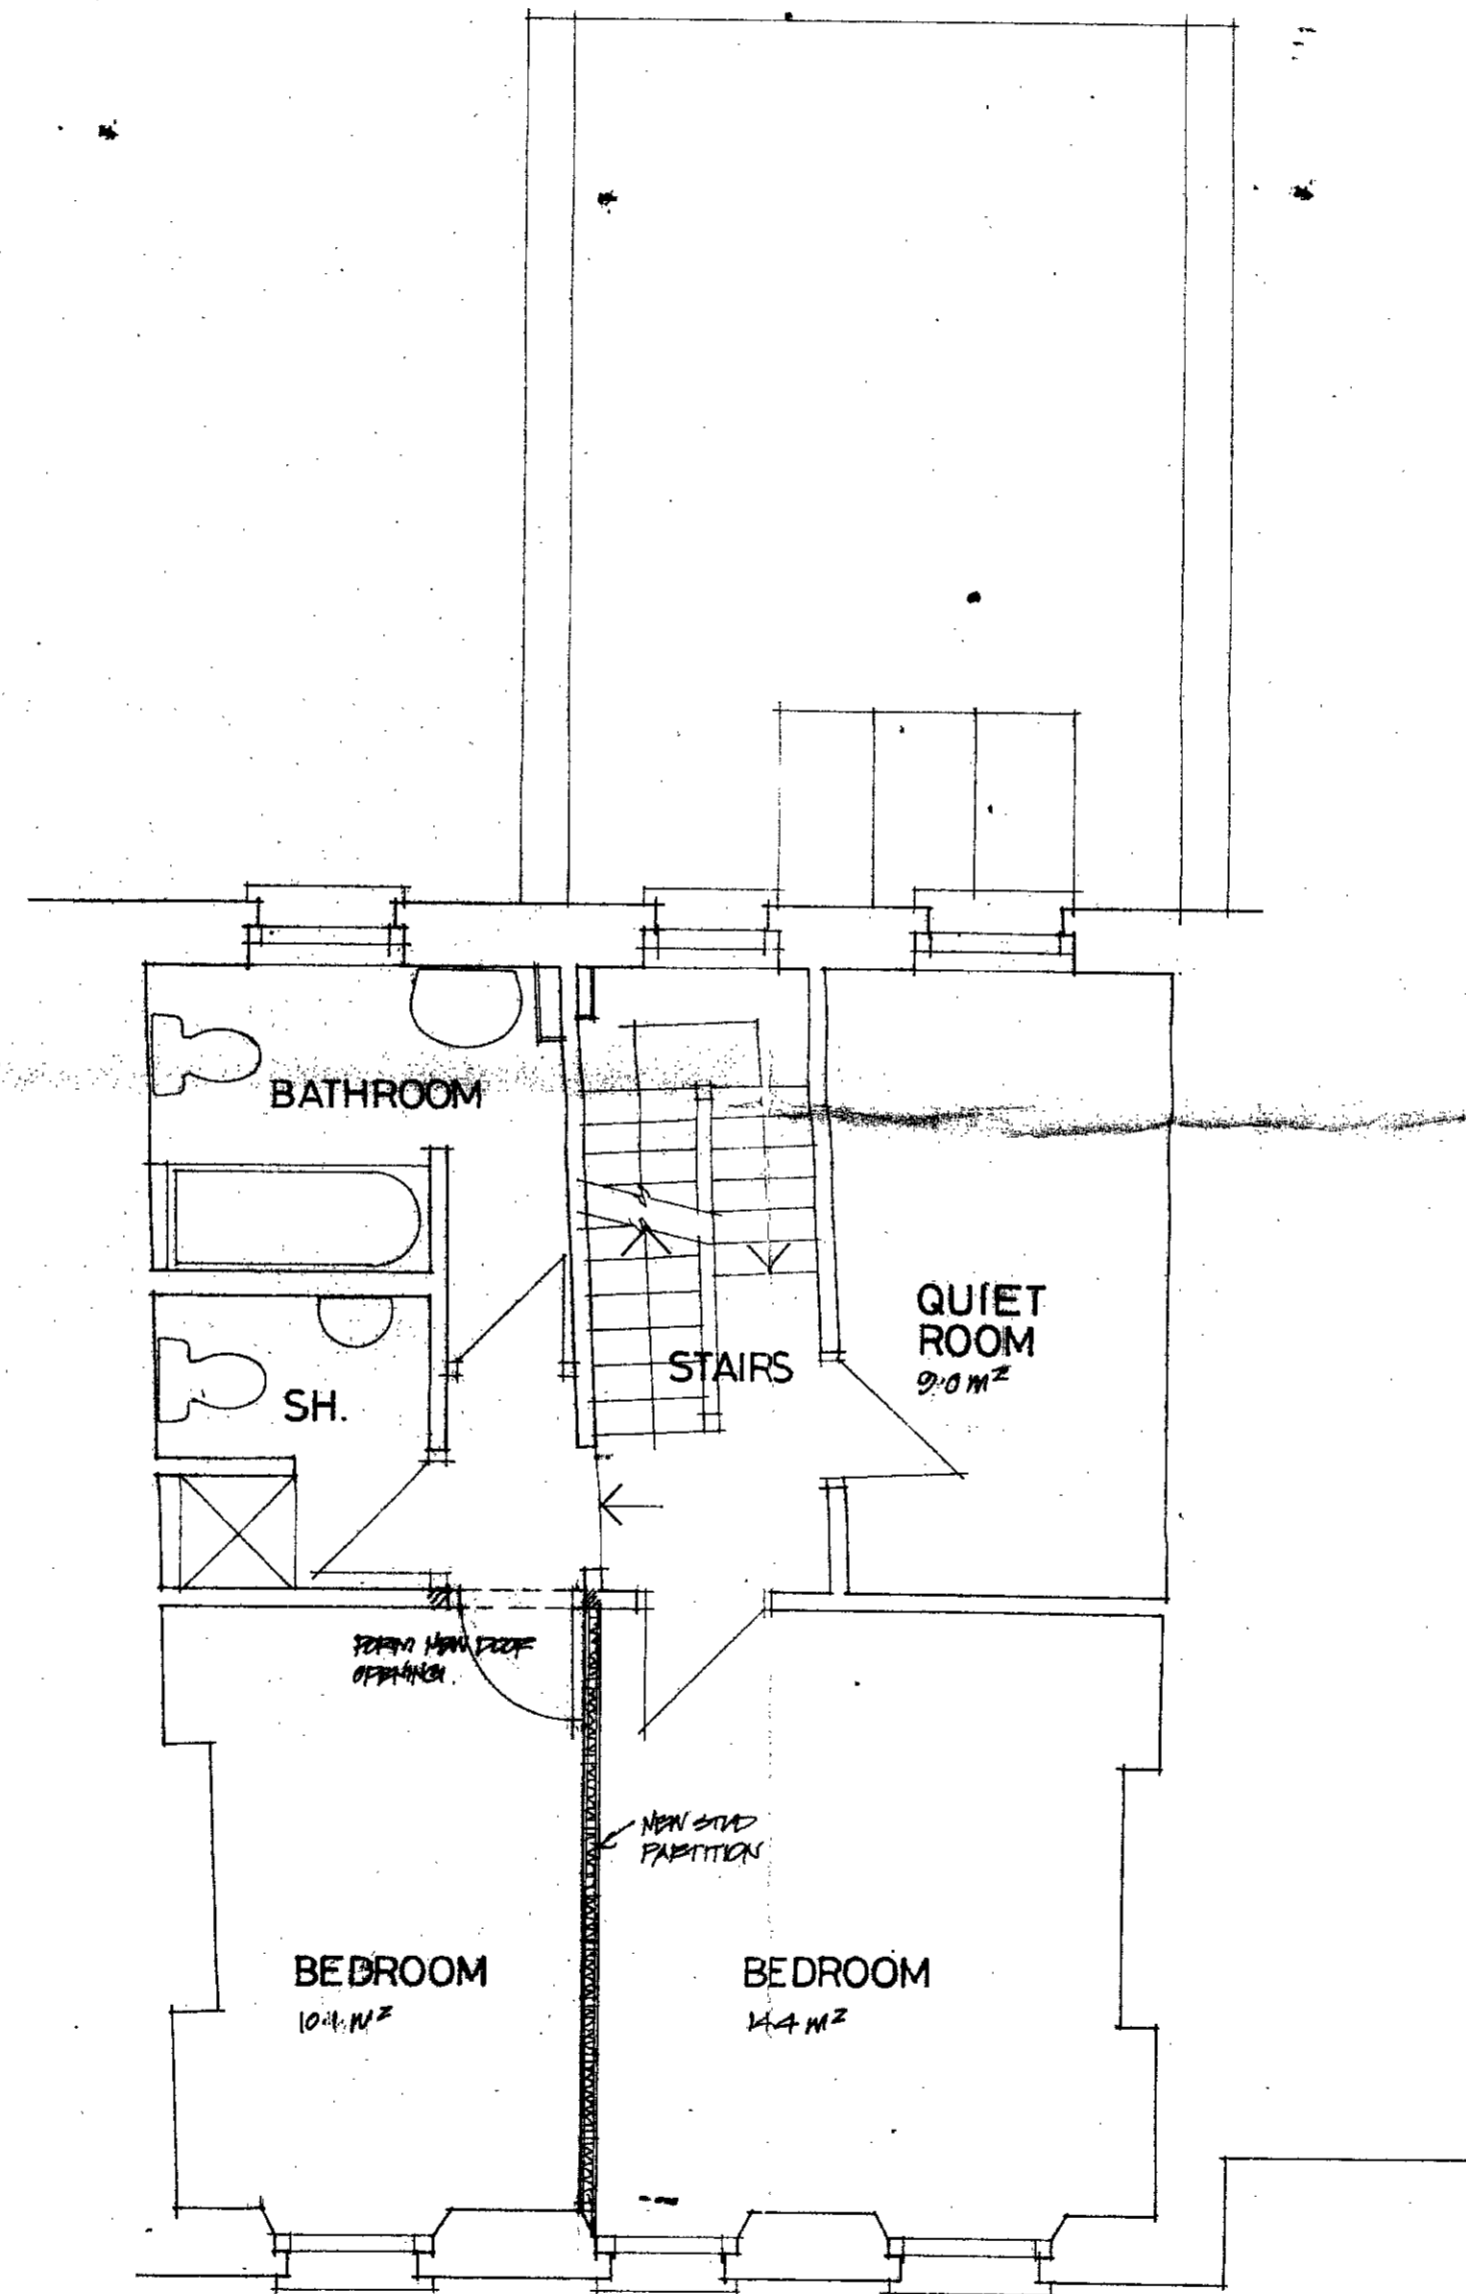 BATHROOM
QUIET
ROOM
9.0 m²
STAIRS
SH.
FORM NEW DOOR
OPENING.
NEW STUD
PARTITION
BEDROOM
10.1 m²
BEDROOM
14.4 m²